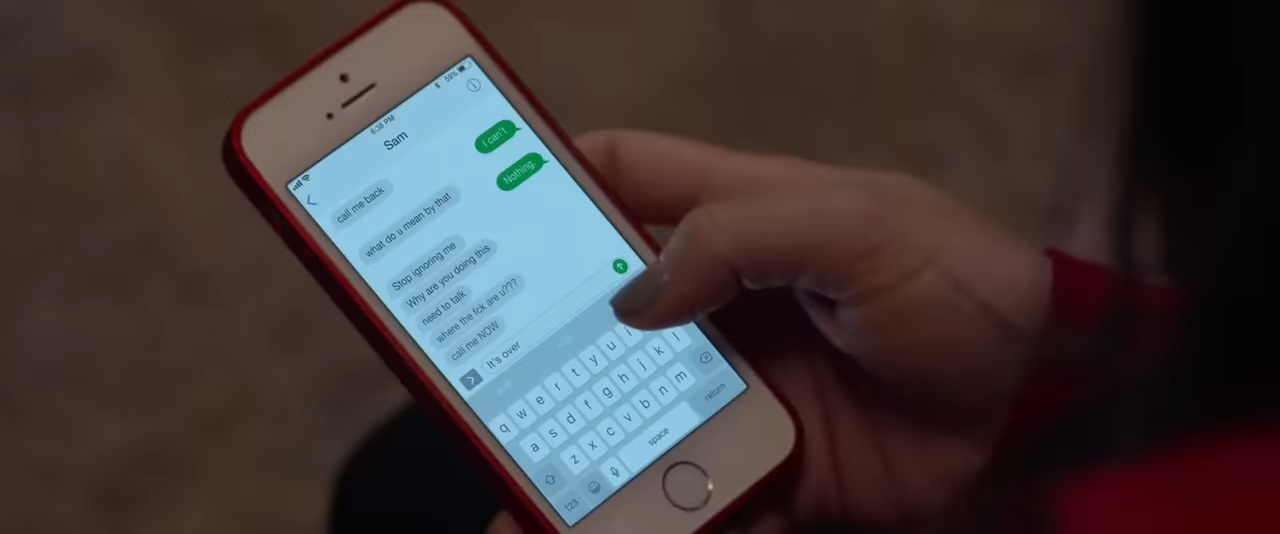 6:38 PM
59%
Sam
I can't
call me back
Nothing.
what do u mean by that
Stop ignoring me
Why are you doing this
need to talk
where the fck are u???
call me NOW
It's over
q w e r t y u i
a s d f g h j k l
z x c v b n m
123
space
return